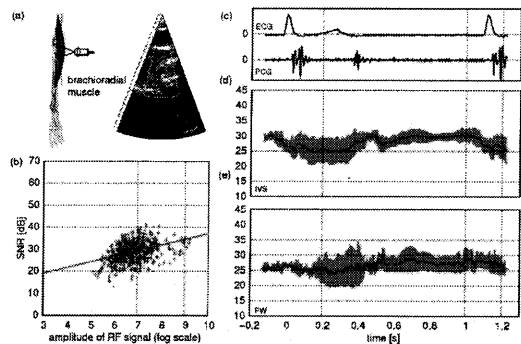 (a)
brachioradial
muscle
(b)
70
60
50
40
30
20
10
0
SNR [dB]
3 4 5 6 7 8 9 10
amplitude of RF signal (log scale)
(c)
ECG
0
0
PCG
(d)
45
40
35
30
25
20
15
10
IVS
(e)
45
40
35
30
25
20
15
10
PW
-0.2 0 0.2 0.4 0.6 0.8 1 1.2
time [s]